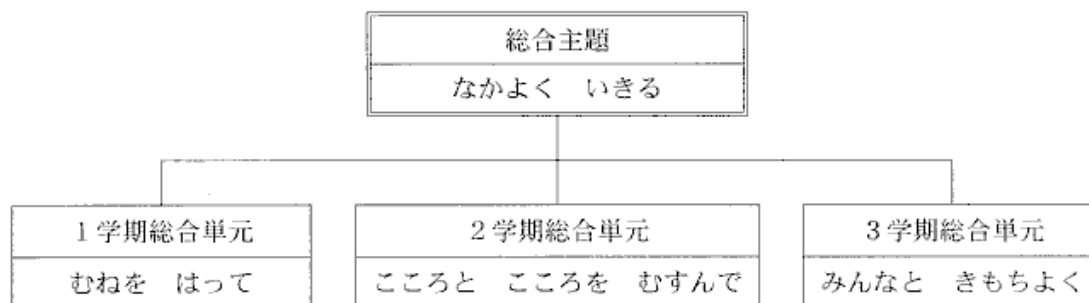 総合主題
なかよく　いきる
1学期総合単元
むねを　はって
2学期総合単元
こころと　こころを　むすんで
3学期総合単元
みんなと　きもちよく